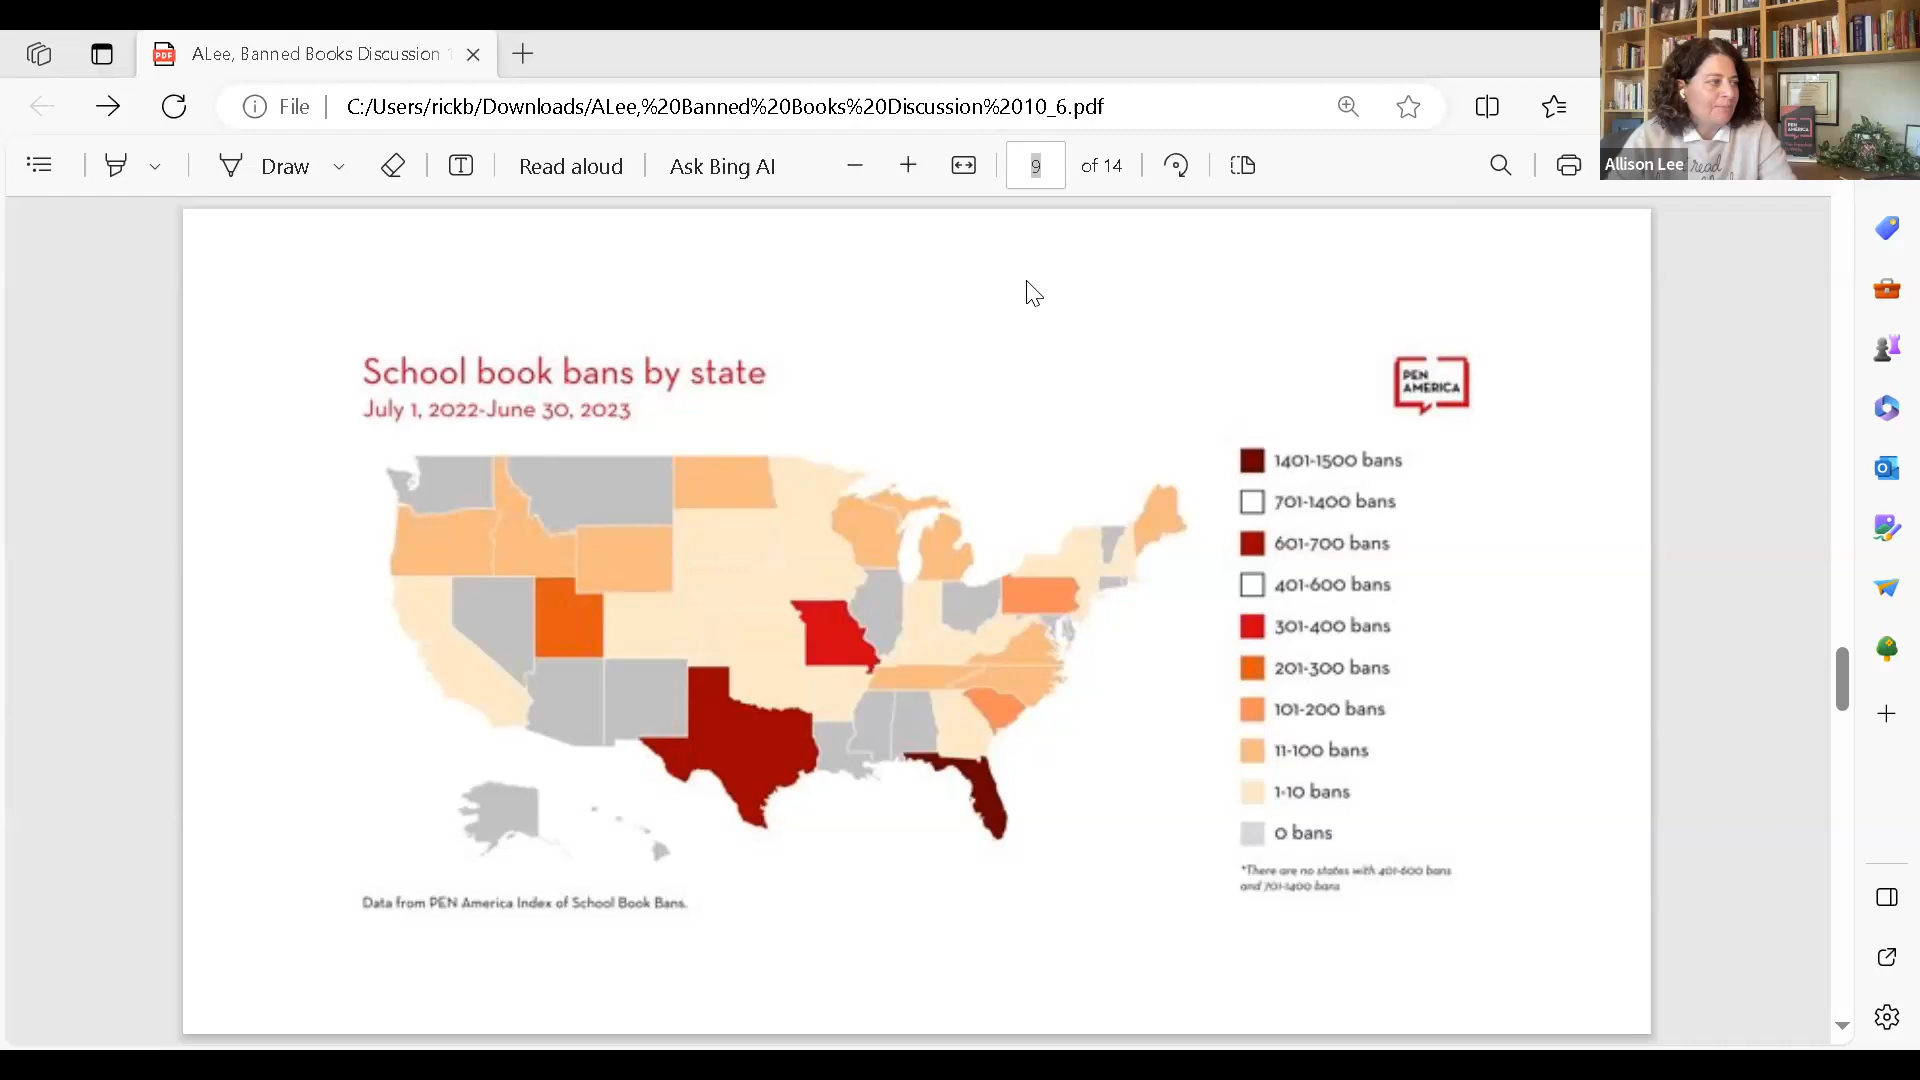 ALee, Banned Books Discussion
File
C:/Users/rickb/Downloads/ALee,%20Banned%20Books%20Discussion%2010_6.pdf
Draw
Read aloud
Ask Bing AI
9
of 14
Allison Lee
read
PEN
AMERICA
School book bans by state
July 1, 2022-June 30, 2023
PEN
AMERICA
1401-1500 bans
701-1400 bans
601-700 bans
401-600 bans
301-400 bans
201-300 bans
101-200 bans
11-100 bans
1-10 bans
0 bans
*There are no states with 401-600 bans
and 701-1400 bans
Data from PEN America Index of School Book Bans.